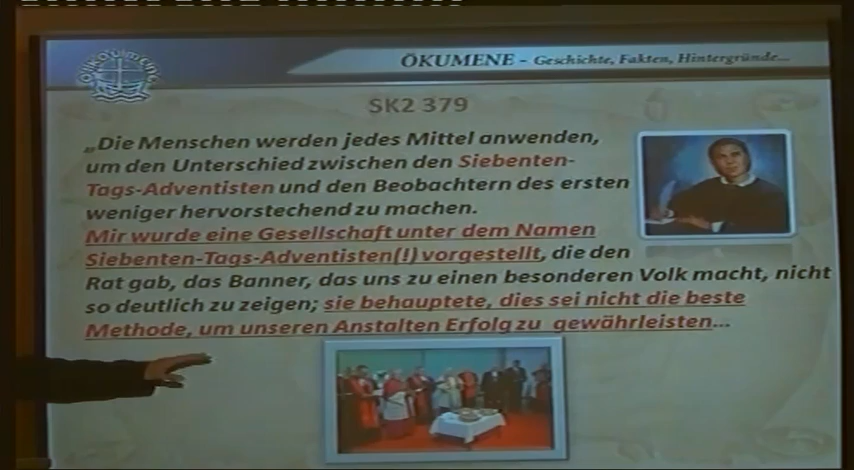 ÖKUMENE - Geschichte, Fakten, Hintergründe...
SK2 379
„Die Menschen werden jedes Mittel anwenden,
um den Unterschied zwischen den Siebenten-
Tags-Adventisten und den Beobachtern des ersten
weniger hervorstechend zu machen.
Mir wurde eine Gesellschaft unter dem Namen
Siebenten-Tags-Adventisten(!) vorgestellt, die den
Rat gab, das Banner, das uns zu einen besonderen Volk macht, nicht
so deutlich zu zeigen; sie behauptete, dies sei nicht die beste
Methode, um unseren Anstalten Erfolg zu gewährleisten...